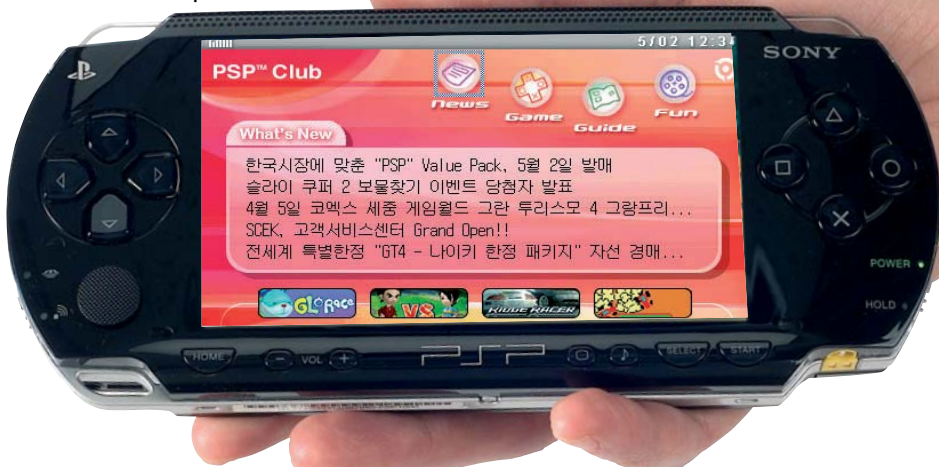 5/02 12:3
SONY
PSP™ Club
News
Game
Guide
Fun
What's New
한국시장에 맞춘 "PSP" Value Pack, 5월 2일 발매
슬라이 쿠퍼 2 보물찾기 이벤트 당첨자 발표
4월 5일 코엑스 세중 게임월드 그란 투리스모 4 그랑프리...
SCEK, 고객서비스센터 Grand Open!!
전세계 특별한정 "GT4 - 나이키 한정 패키지" 자선 경매...
POWER
HOLD
GLORACE
VS
RIDGE RACER
HOME
VOL
PSP
SELECT
START